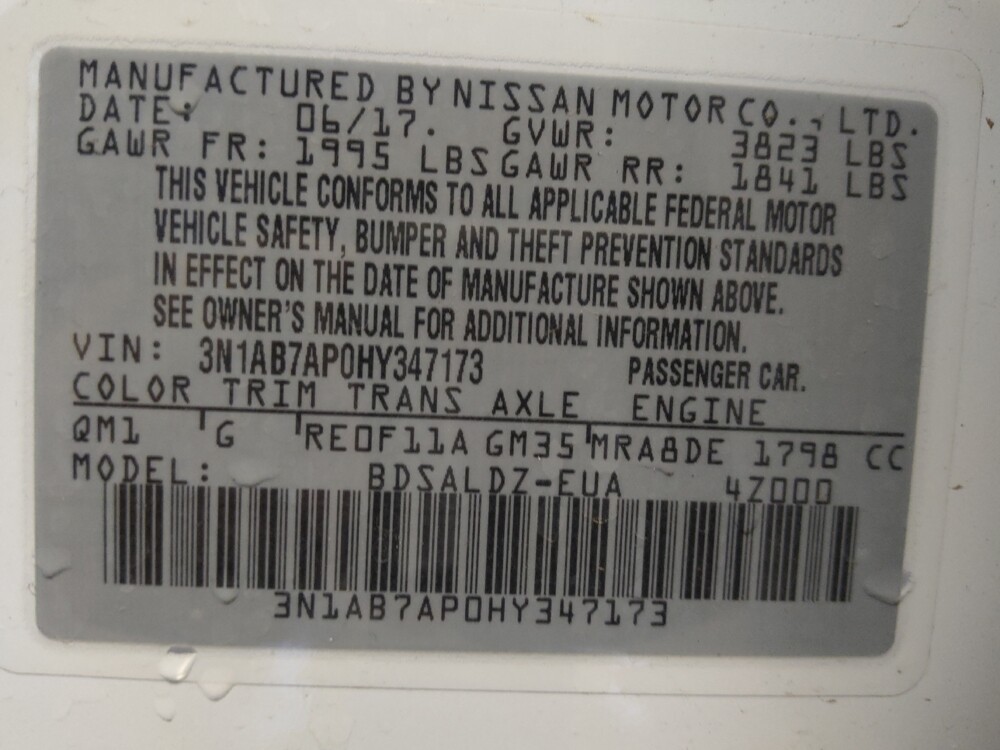 MANUFACTURED BY NISSAN MOTOR CO., LTD.
DATE: 06/17. GVWR: 3823 LBS
GAWR FR: 1995 LBS GAWR RR: 1841 LBS
THIS VEHICLE CONFORMS TO ALL APPLICABLE FEDERAL MOTOR
VEHICLE SAFETY, BUMPER AND THEFT PREVENTION STANDARDS
IN EFFECT ON THE DATE OF MANUFACTURE SHOWN ABOVE.
SEE OWNER'S MANUAL FOR ADDITIONAL INFORMATION.
VIN: 3N1AB7AP0HY347173 PASSENGER CAR.
COLOR TRIM TRANS AXLE ENGINE
QM1 G RE0F11A GM35 MRA8DE 1798 CC
MODEL: BDSALDZ-EUA 4Z000
3N1AB7AP0HY347173